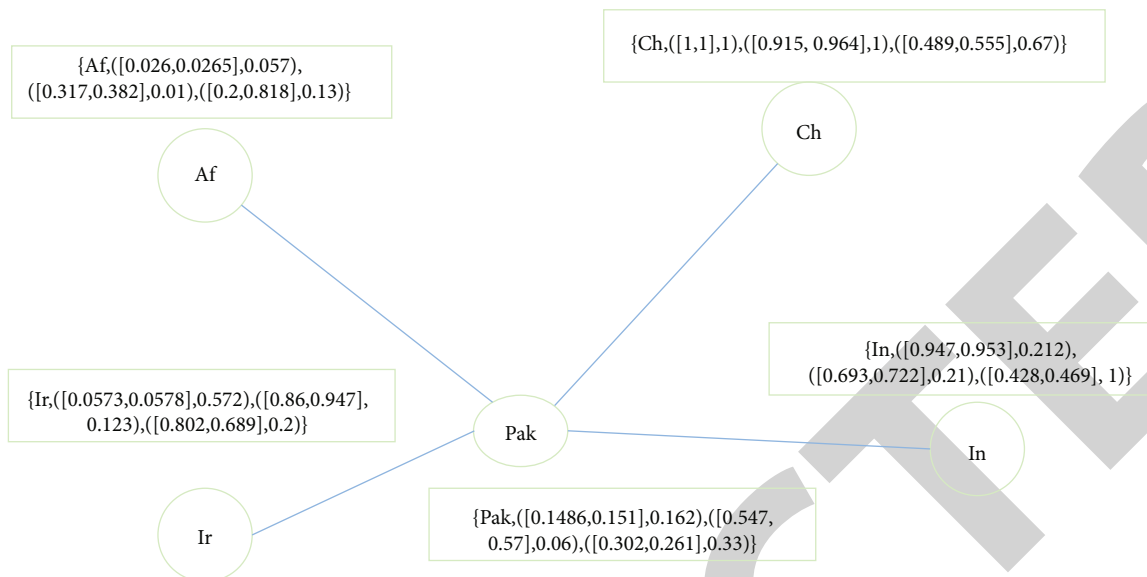 {Ch,([1,1],1),([0.915, 0.964],1),([0.489,0.555],0.67)}
{Af,([0.026,0.0265],0.057),
([0.317,0.382],0.01),([0.2,0.818],0.13)}
Ch
Af
{In,([0.947,0.953],0.212),
([0.693,0.722],0.21),([0.428,0.469], 1)}
{Ir,([0.0573,0.0578],0.572),([0.86,0.947],
0.123),([0.802,0.689],0.2)}
Pak
In
{Pak,([0.1486,0.151],0.162),([0.547,
0.57],0.06),([0.302,0.261],0.33)}
Ir
CTE